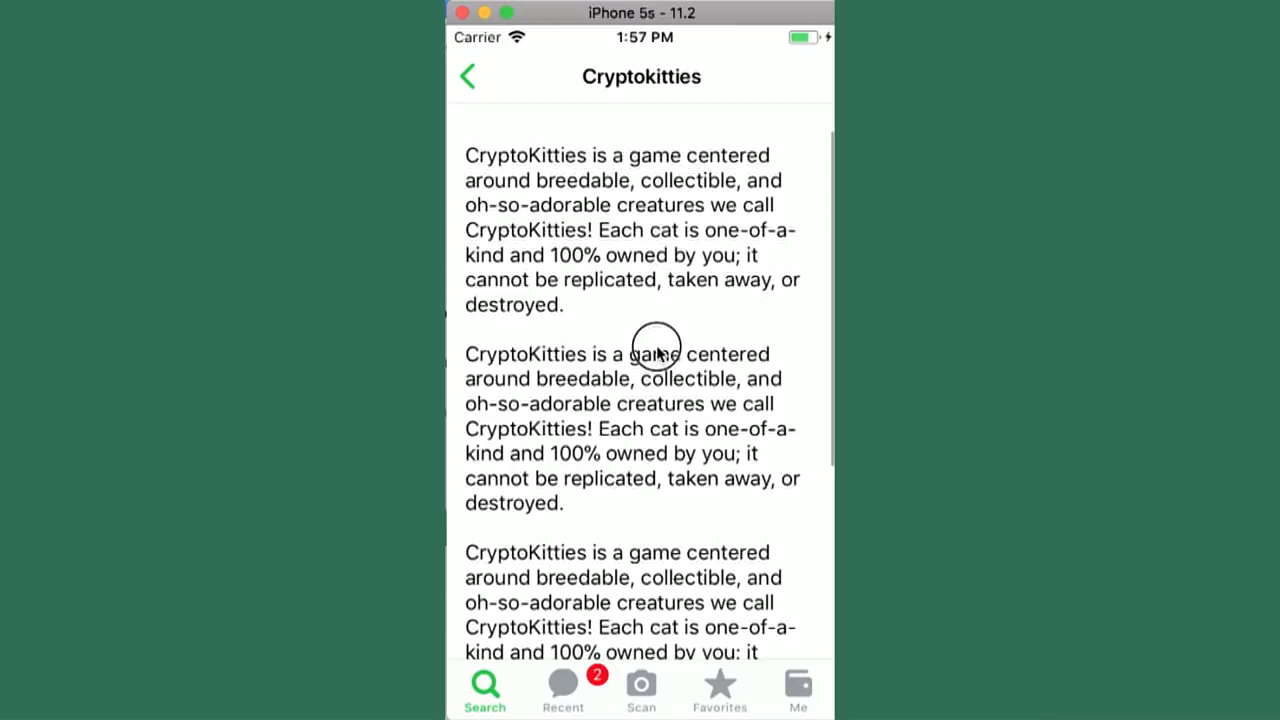 iPhone 5s - 11.2
Carrier 1:57 PM
Cryptokitties
CryptoKitties is a game centered
around breedable, collectible, and
oh-so-adorable creatures we call
CryptoKitties! Each cat is one-of-a-
kind and 100% owned by you; it
cannot be replicated, taken away, or
destroyed.
CryptoKitties is a game centered
around breedable, collectible, and
oh-so-adorable creatures we call
CryptoKitties! Each cat is one-of-a-
kind and 100% owned by you; it
cannot be replicated, taken away, or
destroyed.
CryptoKitties is a game centered
around breedable, collectible, and
oh-so-adorable creatures we call
CryptoKitties! Each cat is one-of-a-
kind and 100% owned by you; it
2
Search Recent Scan Favorites Me